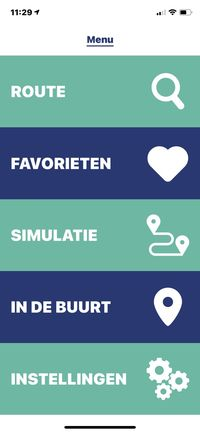 11:29
Menu
ROUTE
FAVORIETEN
SIMULATIE
IN DE BUURT
INSTELLINGEN